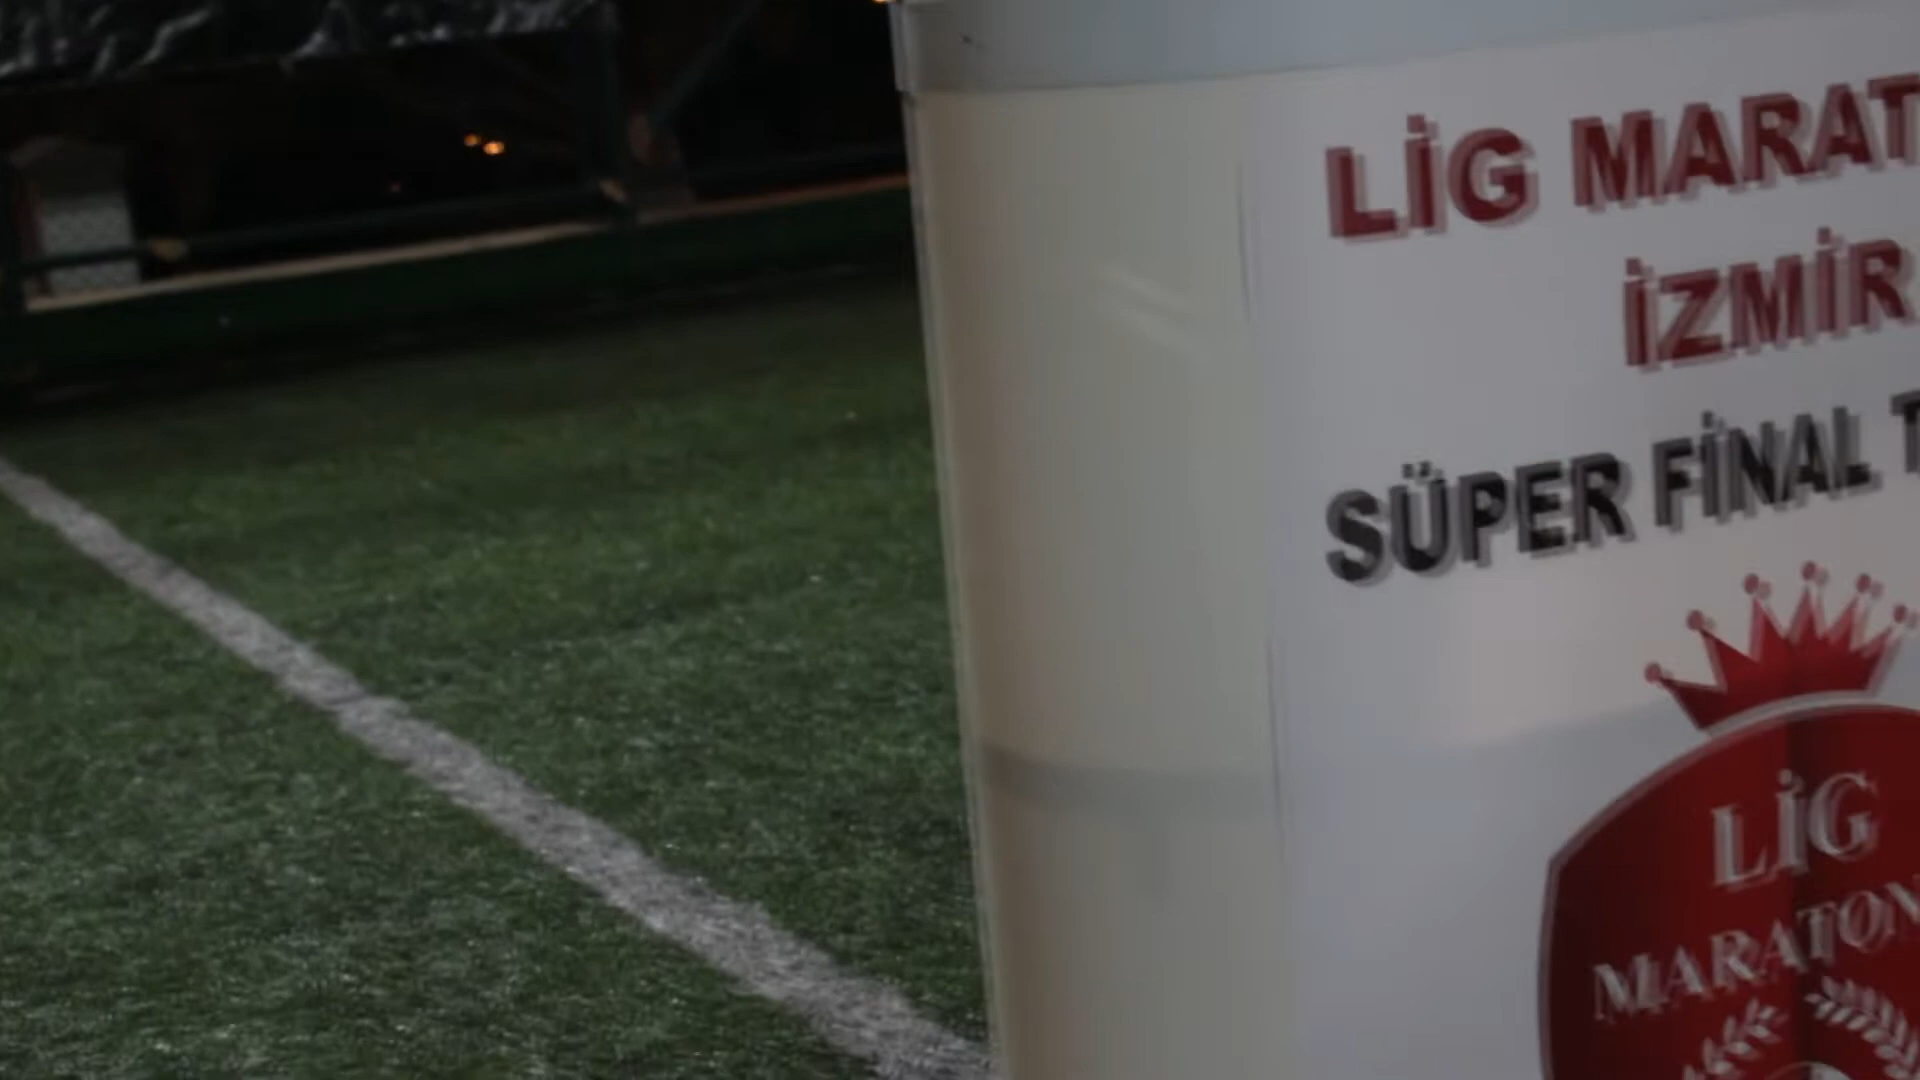 LİG MARAT
İZMİR
SÜPER FİNAL T
LİG
MARATON